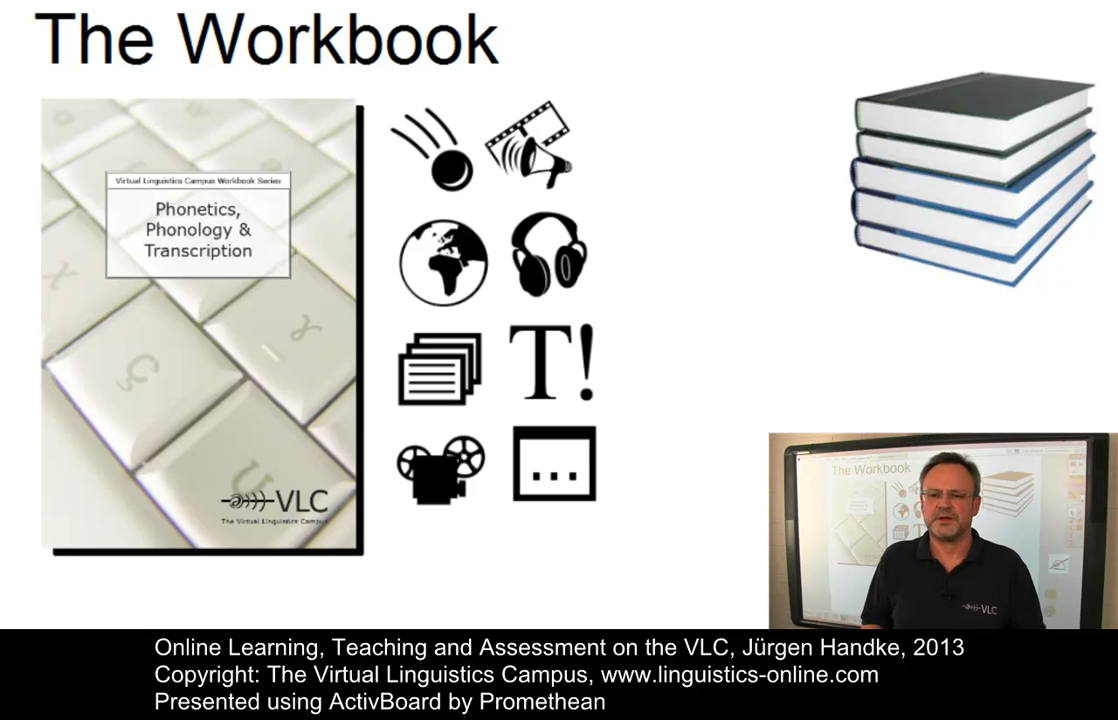 The Workbook
Virtual Linguistics Campus Workbook Series
Phonetics,
Phonology &
Transcription
T!
VLC
The Virtual Linguistics Campus
The Workbook
VLC
Online Learning, Teaching and Assessment on the VLC, Jürgen Handke, 2013
Copyright: The Virtual Linguistics Campus, www.linguistics-online.com
Presented using ActivBoard by Promethean